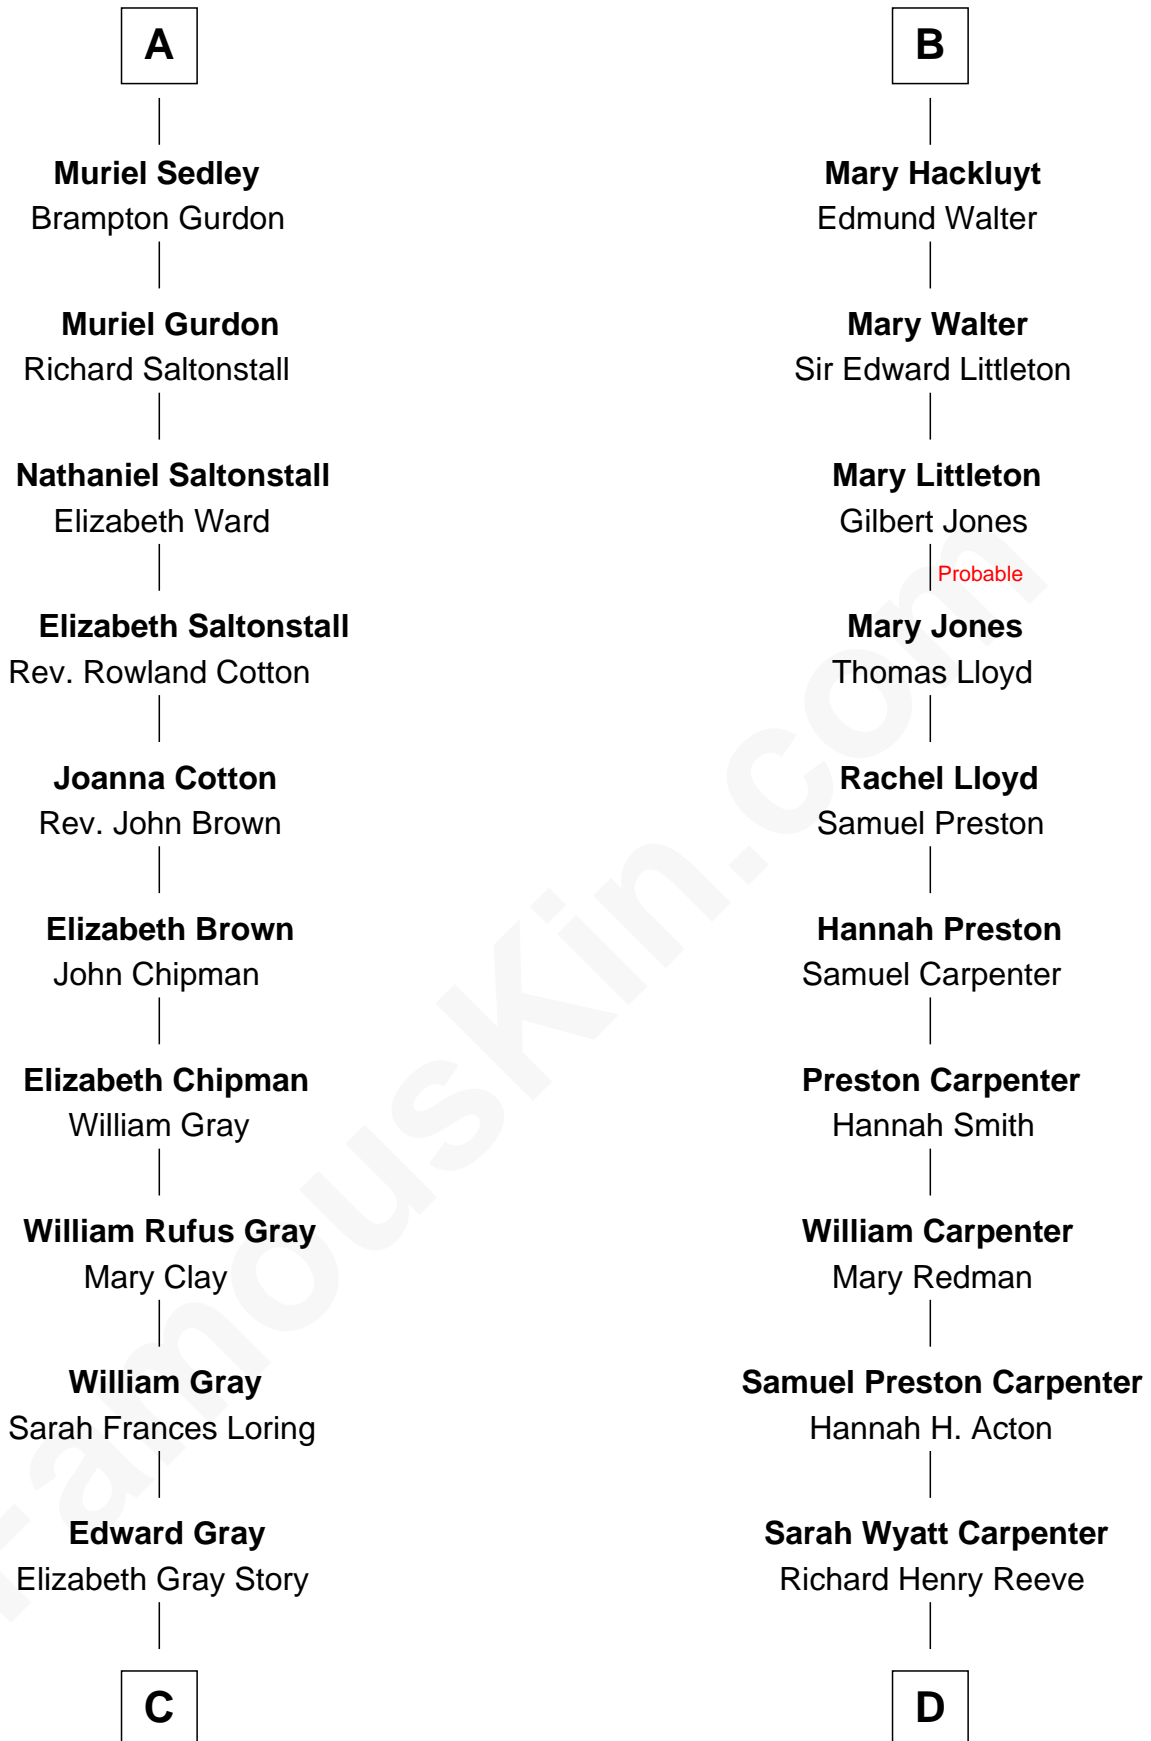 A
Muriel Sedley
Brampton Gurdon
Muriel Gurdon
Richard Saltonstall
Nathaniel Saltonstall
Elizabeth Ward
Elizabeth Saltonstall
Rev. Rowland Cotton
Joanna Cotton
Rev. John Brown
Elizabeth Brown
John Chipman
Elizabeth Chipman
William Gray
William Rufus Gray
Mary Clay
William Gray
Sarah Frances Loring
Edward Gray
Elizabeth Gray Story
C
B
Mary Hackluyt
Edmund Walter
Mary Walter
Sir Edward Littleton
Mary Littleton
Gilbert Jones
Probable
Mary Jones
Thomas Lloyd
Rachel Lloyd
Samuel Preston
Hannah Preston
Samuel Carpenter
Preston Carpenter
Hannah Smith
William Carpenter
Mary Redman
Samuel Preston Carpenter
Hannah H. Acton
Sarah Wyatt Carpenter
Richard Henry Reeve
D
FamousKin.com